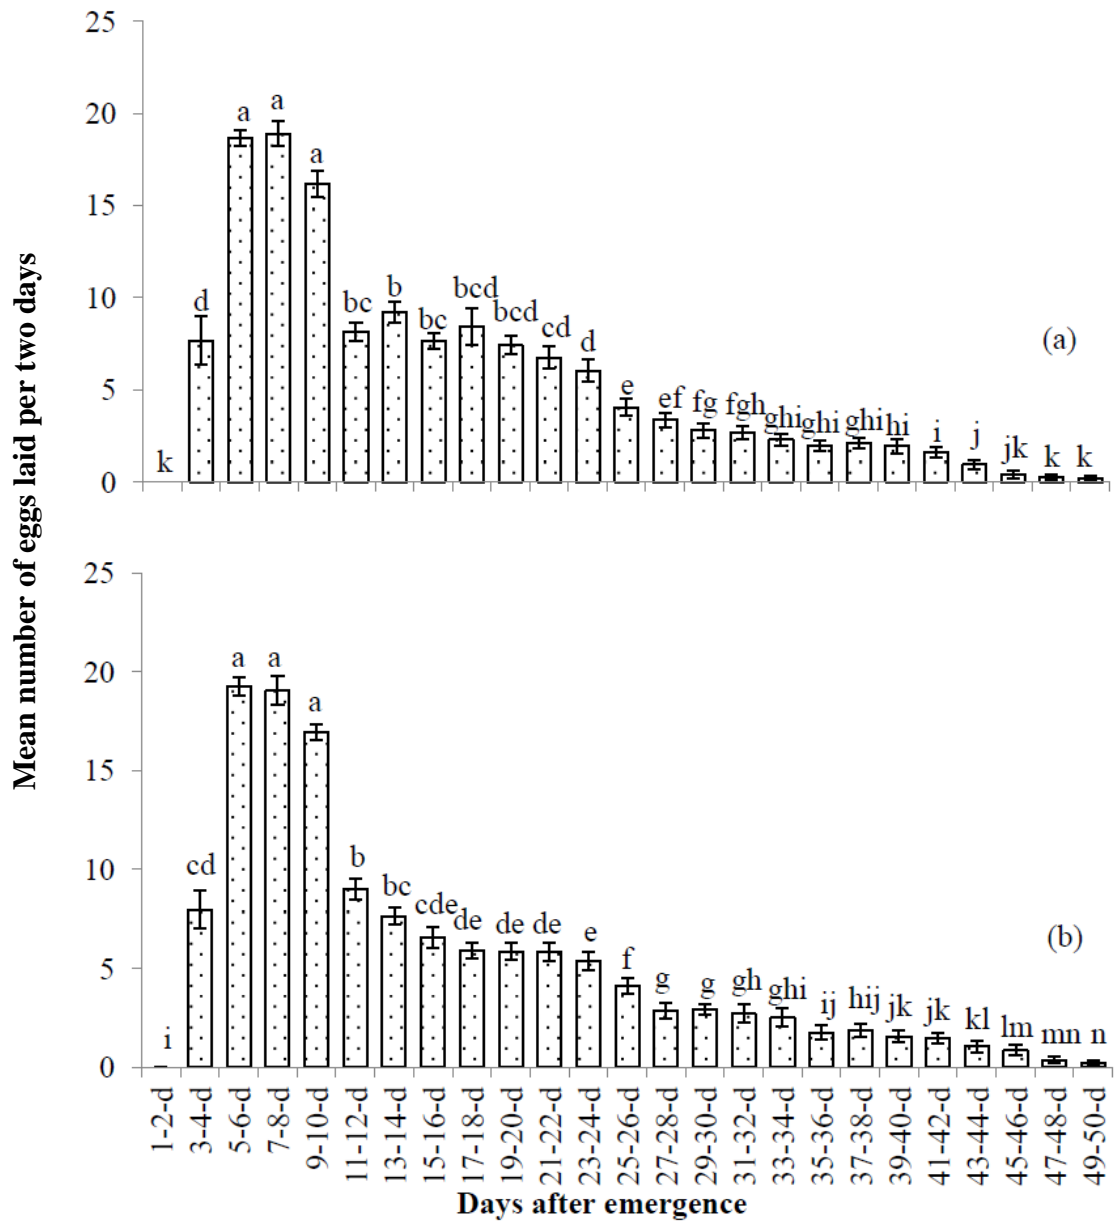 Mean number of eggs laid per two days
25
20
15
10
5
0
k
d
a
a
a
bc
b
bc
bcd
bcd
cd
d
e
ef
fg
fgh
ghi
ghi
ghi
hi
i
j
jk
k
k
(a)
25
20
15
10
5
0
i
cd
a
a
a
b
bc
cde
de
de
de
e
f
g
g
gh
ghi
ij
hij
jk
jk
kl
lm
mn
n
(b)
1-2-d
3-4-d
5-6-d
7-8-d
9-10-d
11-12-d
13-14-d
15-16-d
17-18-d
19-20-d
21-22-d
23-24-d
25-26-d
27-28-d
29-30-d
31-32-d
33-34-d
35-36-d
37-38-d
39-40-d
41-42-d
43-44-d
45-46-d
47-48-d
49-50-d
Days after emergence